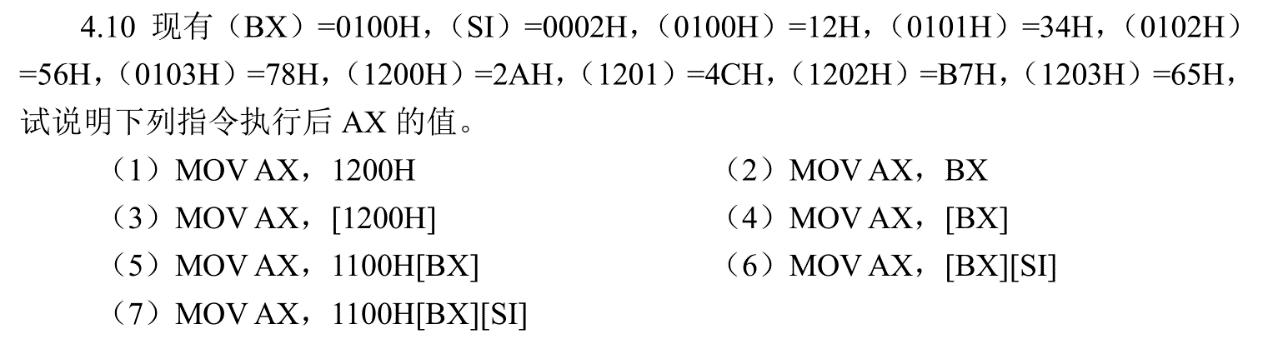 4.10 现有（BX）=0100H，（SI）=0002H，（0100H）=12H，（0101H）=34H，（0102H）
=56H，（0103H）=78H，（1200H）=2AH，（1201）=4CH，（1202H）=B7H，（1203H）=65H，
试说明下列指令执行后 AX 的值。
（1）MOV AX，1200H （2）MOV AX，BX
（3）MOV AX，[1200H] （4）MOV AX，[BX]
（5）MOV AX，1100H[BX] （6）MOV AX，[BX][SI]
（7）MOV AX，1100H[BX][SI]